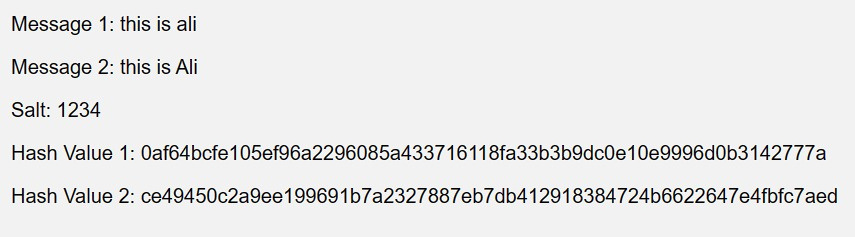 Message 1: this is ali
Message 2: this is Ali
Salt: 1234
Hash Value 1: 0af64bcfe105ef96a2296085a433716118fa33b3b9dc0e10e9996d0b3142777a
Hash Value 2: ce49450c2a9ee199691b7a2327887eb7db412918384724b6622647e4fbfc7aed